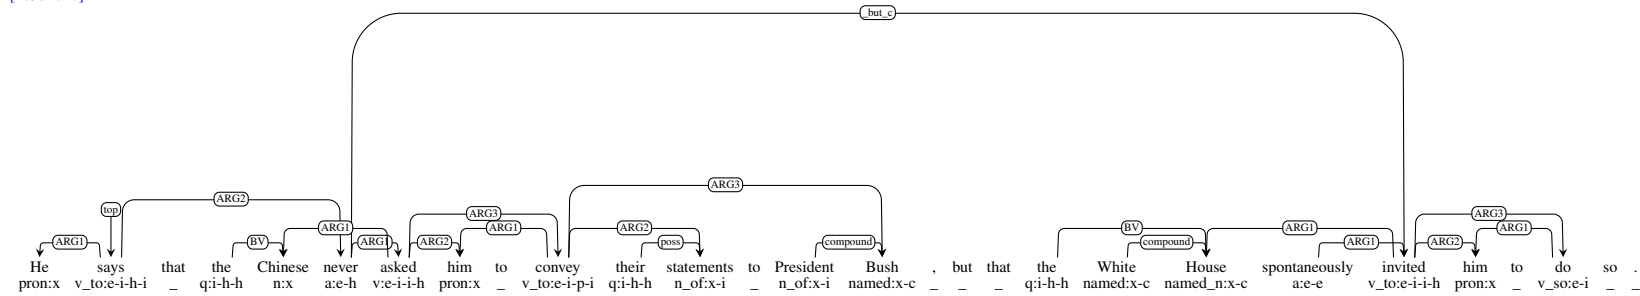 _but_c
ARG3
ARG2
top
ARG3
ARG3
ARG1 ARG1 ARG2 BV ARG1 ARG1
ARG1 BV ARG1 ARG2 poss compound compound ARG1 ARG2
He says that the Chinese never asked him to convey their statements to President Bush , but that the White House spontaneously invited him to do so .
pron:x v_to:e-i-h-i _ q:i-h-h n:x a:e-h v:e-i-i-h pron:x _ v_to:e-i-p-i q:i-h-h n_of:x-i _ n_of:x-i named:x-c _ _ _ q:i-h-h named:x-c named_n:x-c a:e-e v_to:e-i-i-h pron:x _ v_so:e-i _ _